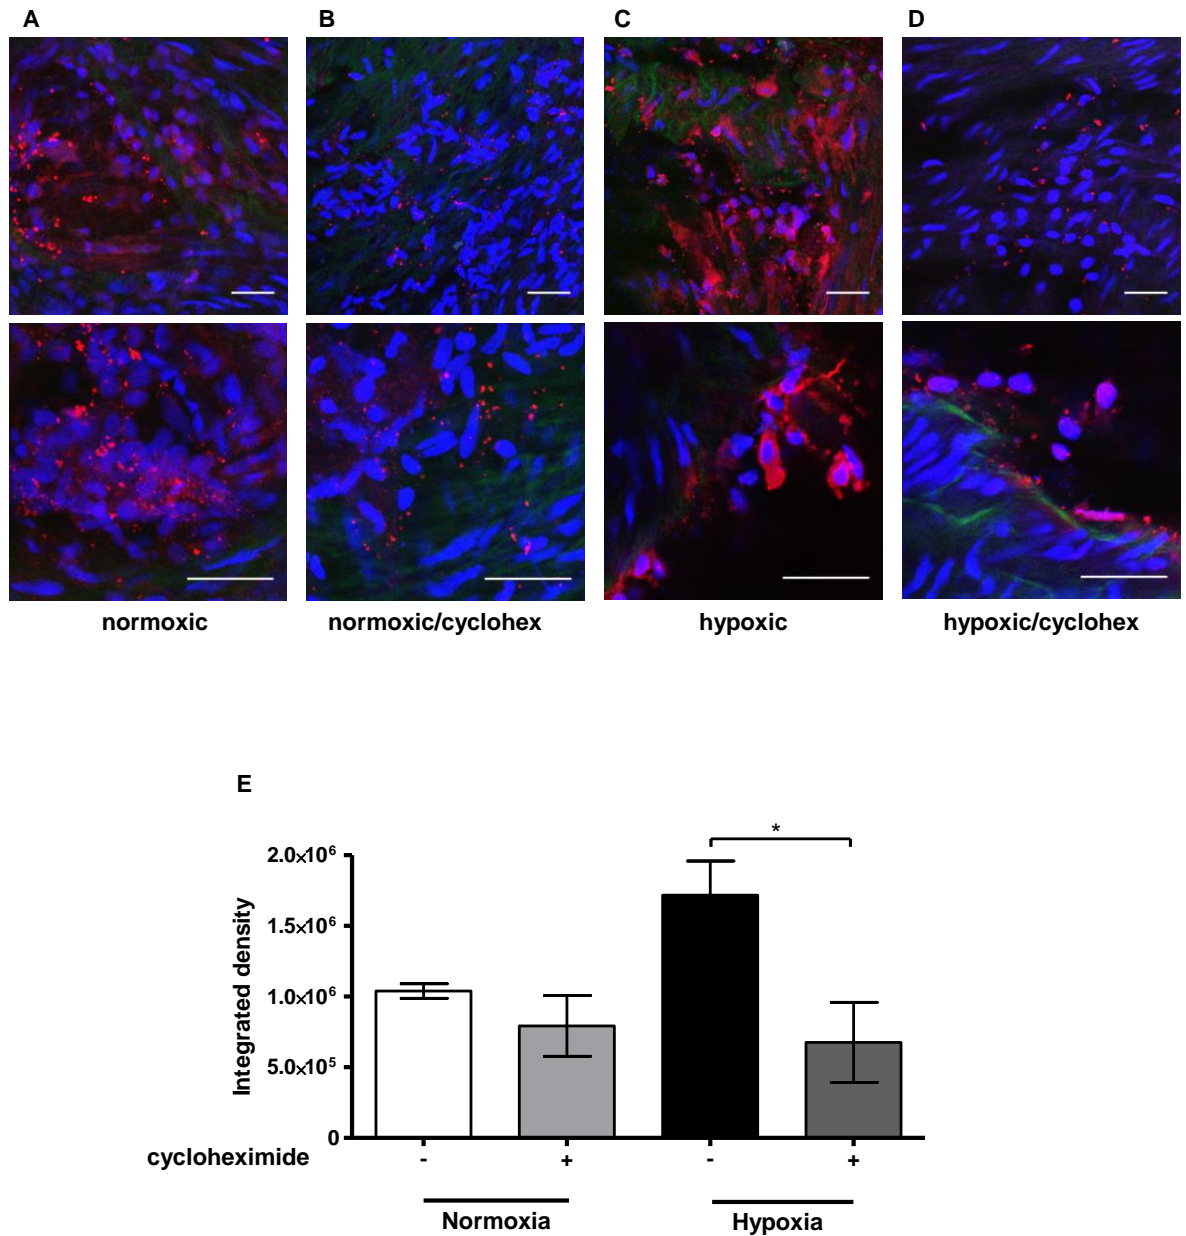 A B C D
normoxic normoxic/cyclohex hypoxic hypoxic/cyclohex
E
*
2.0×10⁶
1.5×10⁶
1.0×10⁶
5.0×10⁵
0
Integrated density
cycloheximide - + - +
Normoxia Hypoxia